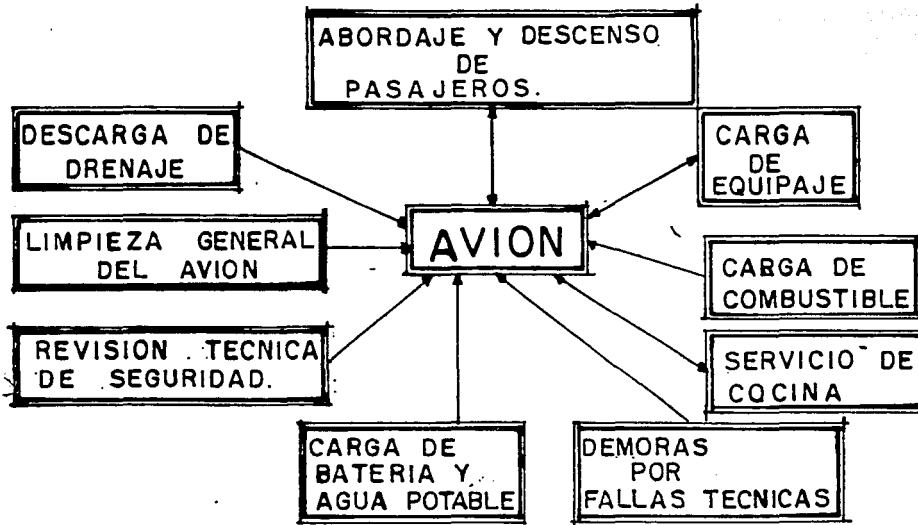 ABORDAJE Y DESCENSO
DE
PASAJEROS.
DESCARGA DE
DRENAJE
CARGA
DE
EQUIPAJE
LIMPIEZA GENERAL
DEL AVION
AVION
CARGA DE
COMBUSTIBLE
REVISION TECNICA
DE SEGURIDAD.
SERVICIO DE
COCINA
CARGA DE
BATERIA Y
AGUA POTABLE
DEMORAS
POR
FALLAS TECNICAS